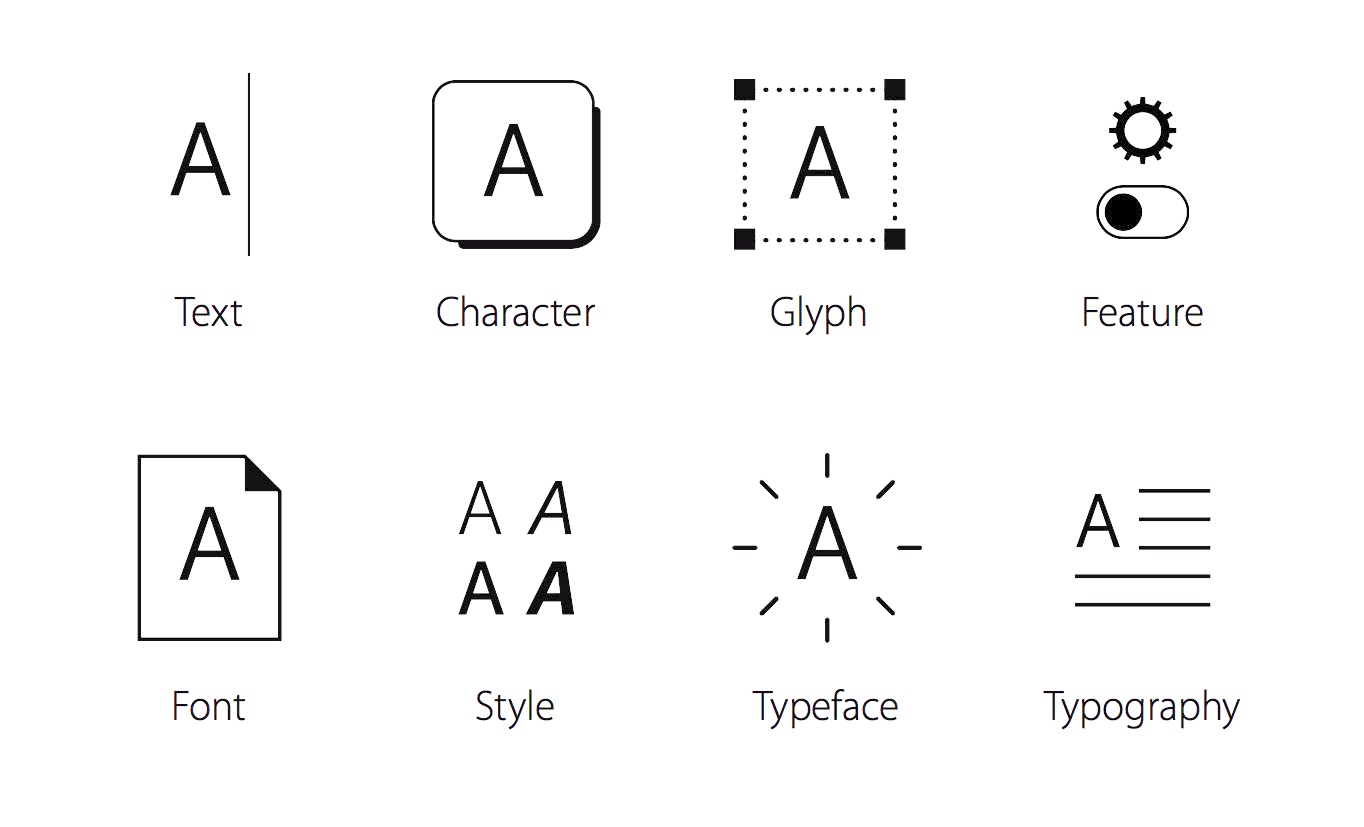 A A A
Text Character Glyph Feature
A A A A A
A A
Font Style Typeface Typography